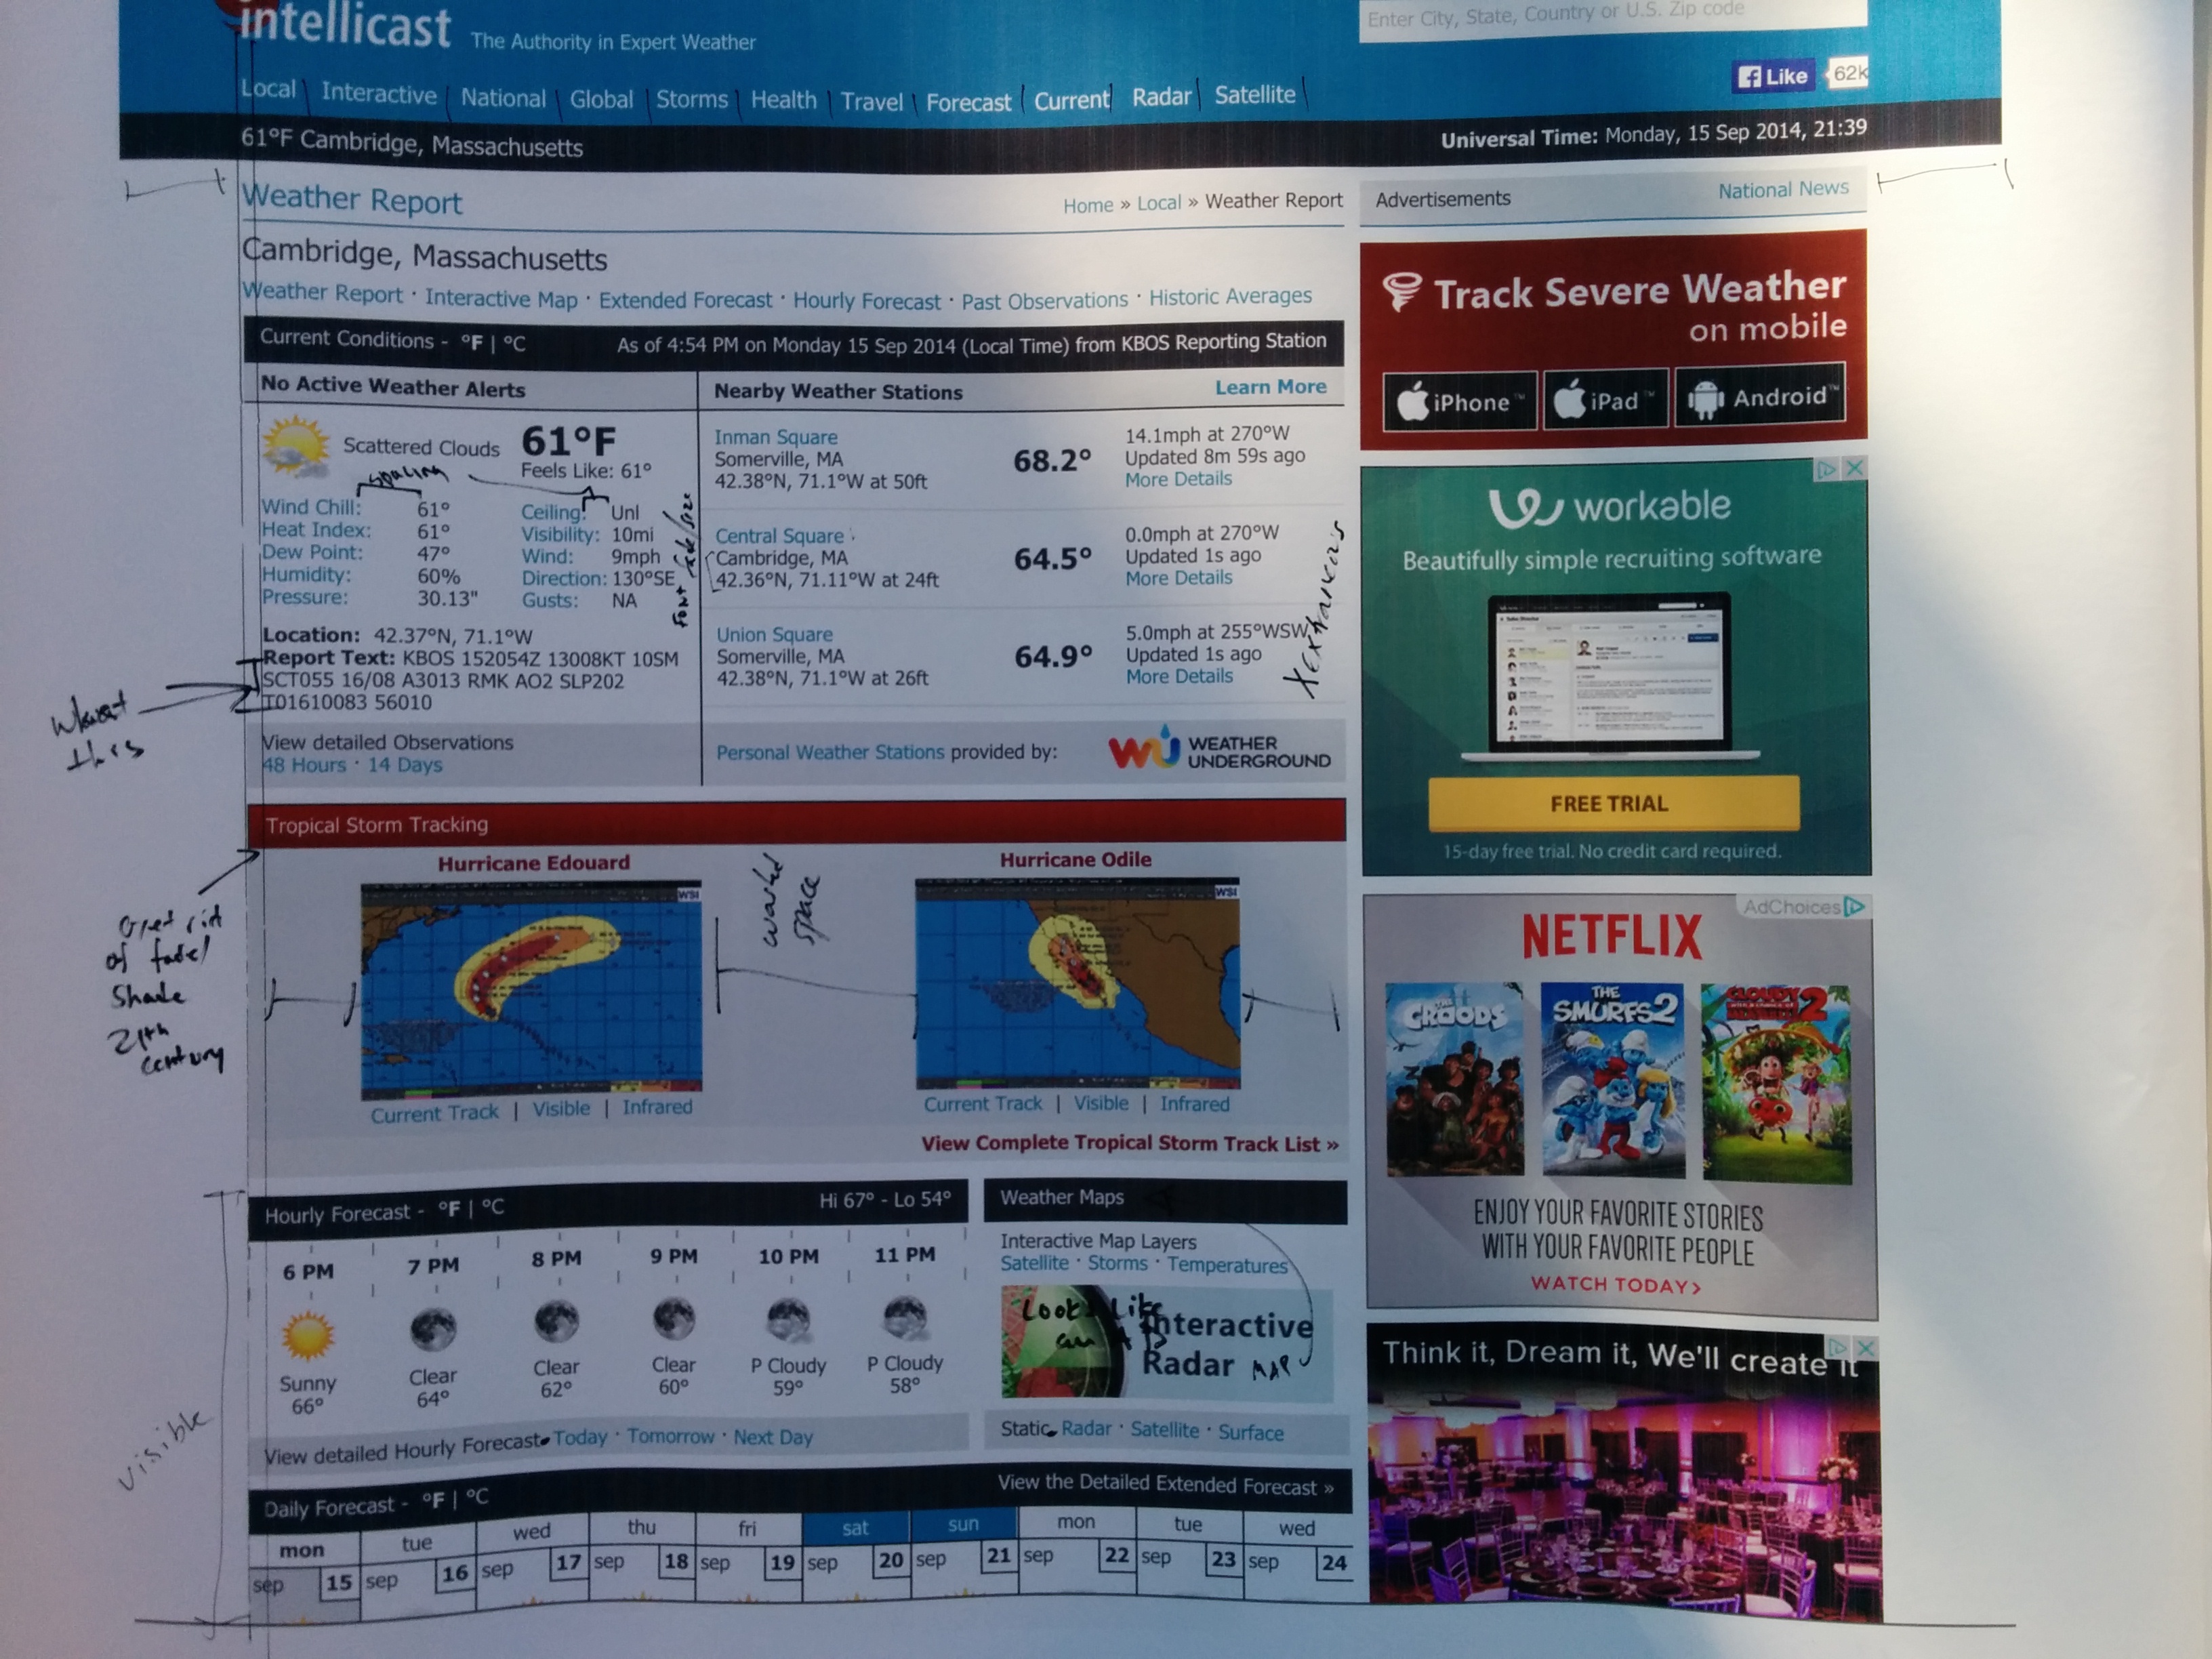 intellicast The Authority in Expert Weather
Enter City, State, Country or U.S. Zip code
Like 62k
Local Interactive National Global Storms Health Travel Forecast Current Radar Satellite
61°F Cambridge, Massachusetts
Universal Time: Monday, 15 Sep 2014, 21:39
Weather Report
Home » Local » Weather Report
Cambridge, Massachusetts
Weather Report · Interactive Map · Extended Forecast · Hourly Forecast · Past Observations · Historic Averages
Current Conditions - °F | °C
As of 4:54 PM on Monday 15 Sep 2014 (Local Time) from KBOS Reporting Station
No Active Weather Alerts
Scattered Clouds
61°F
Feels Like: 61°
spacing
Wind Chill: 61°
Heat Index: 61°
Dew Point: 47°
Humidity: 60%
Pressure: 30.13"
Ceiling: Unl
Visibility: 10mi
Wind: 9mph
Direction: 130°SE
Gusts: NA
Font size
Location: 42.37°N, 71.1°W
Report Text: KBOS 152054Z 13008KT 10SM
SCT055 16/08 A3013 RMK AO2 SLP202
T01610083 56010
What
this
View detailed Observations
48 Hours · 14 Days
Nearby Weather Stations
Learn More
Inman Square
Somerville, MA
42.38°N, 71.1°W at 50ft
68.2°
14.1mph at 270°W
Updated 8m 59s ago
More Details
Central Square
Cambridge, MA
42.36°N, 71.11°W at 24ft
64.5°
0.0mph at 270°W
Updated 1s ago
More Details
Union Square
Somerville, MA
42.38°N, 71.1°W at 26ft
64.9°
5.0mph at 255°WSW
Updated 1s ago
More Details
Personal Weather Stations provided by:
WU WEATHER
UNDERGROUND
Tropical Storm Tracking
Get rid
of fade/
Shade
21th
century
Hurricane Edouard
WSI
Current Track | Visible | Infrared
wasted
space
Hurricane Odile
WSI
Current Track | Visible | Infrared
View Complete Tropical Storm Track List »
visible
Hourly Forecast - °F | °C
Hi 67° - Lo 54°
6 PM 7 PM 8 PM 9 PM 10 PM 11 PM
Sunny Clear Clear Clear P Cloudy P Cloudy
66° 64° 62° 60° 59° 58°
View detailed Hourly Forecast Today · Tomorrow · Next Day
Weather Maps
Interactive Map Layers
Satellite · Storms · Temperatures
Looks Like
an
Interactive
Radar MAP
Static Radar · Satellite · Surface
Daily Forecast - °F | °C
View the Detailed Extended Forecast »
mon tue wed thu fri sat sun mon tue wed
sep 15 sep 16 sep 17 sep 18 sep 19 sep 20 sep 21 sep 22 sep 23 sep 24
Advertisements
National News
Track Severe Weather
on mobile
iPhone™ iPad™ Android™
workable
Beautifully simple recruiting software
FREE TRIAL
15-day free trial. No credit card required.
AdChoices
NETFLIX
THE CROODS
THE SMURFS 2
CLOUDY 2
ENJOY YOUR FAVORITE STORIES
WITH YOUR FAVORITE PEOPLE
WATCH TODAY>
Think it, Dream it, We'll create it